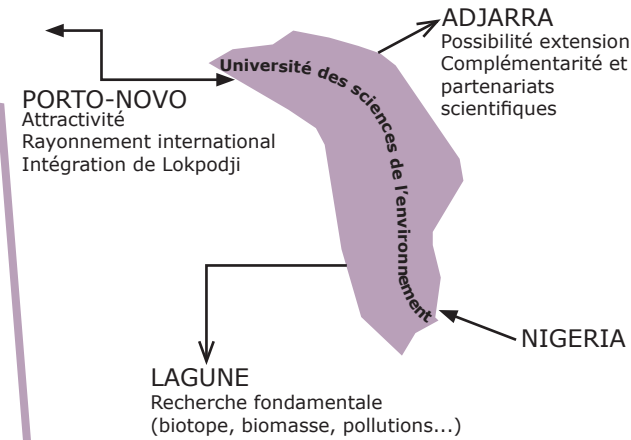 ADJARRA
Possibilité extension
Complémentarité et
partenariats
scientifiques
Université des sciences de l'environnement
PORTO-NOVO
Attractivité
Rayonnement international
Intégration de Lokpodji
NIGERIA
LAGUNE
Recherche fondamentale
(biotope, biomasse, pollutions...)